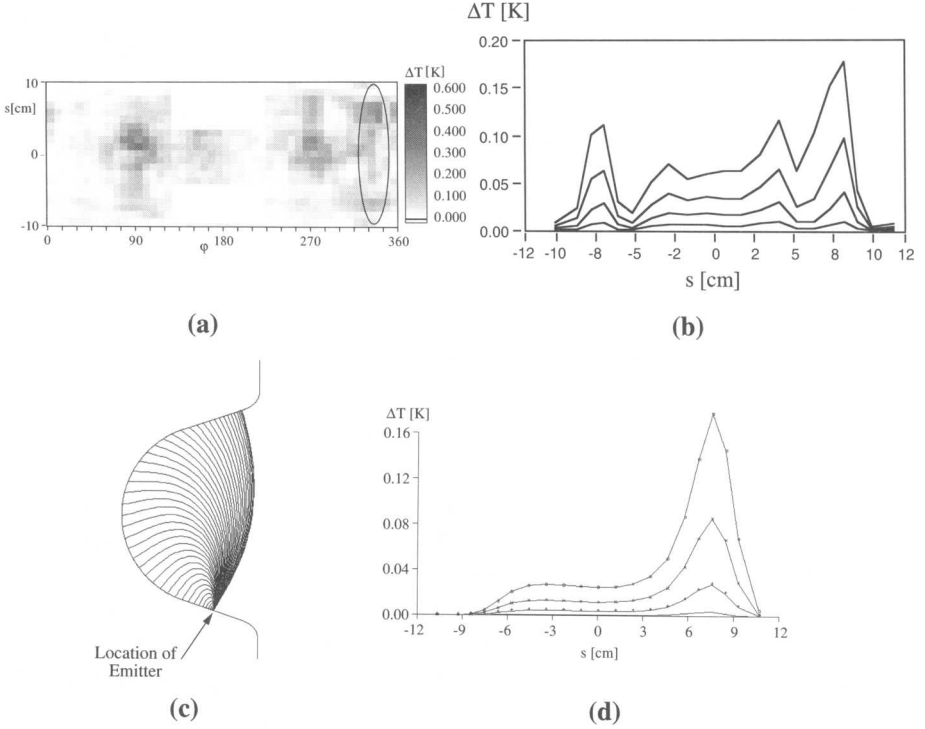 ΔT [K]
0.20
0.15
0.10
0.05
0.00
-12 -10 -8 -5 -2 0 2 4 5 8 10 12
s [cm]
(b)
ΔT [K]
0.600
0.500
0.400
0.300
0.200
0.100
0.000
10
s[cm]
0
-10
0 90 φ 180 270 360
(a)
Location of
Emitter
(c)
ΔT [K]
0.16
0.12
0.08
0.04
0.00
-12 -9 -6 -3 0 3 6 9 12
s [cm]
(d)